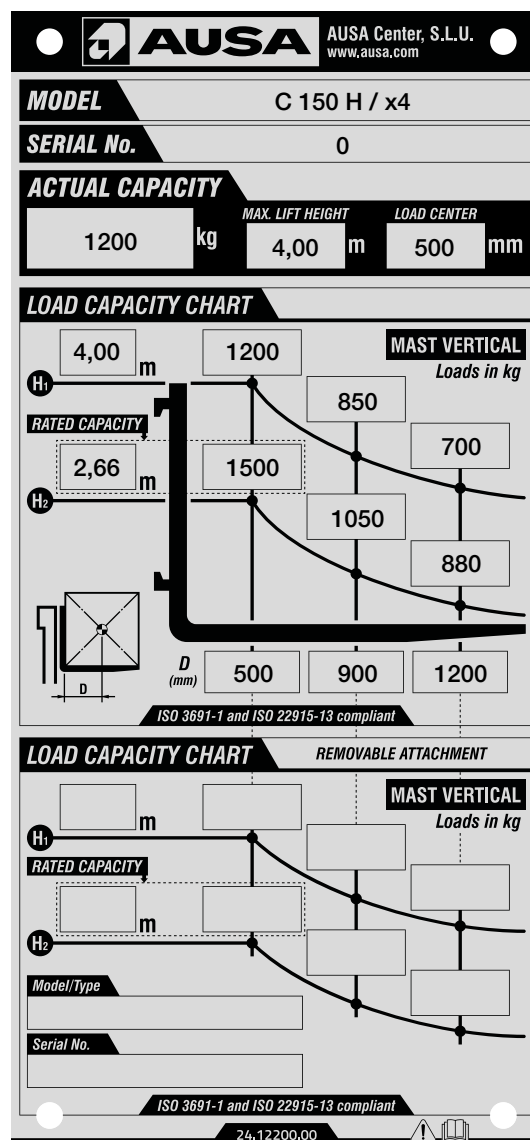 AUSA AUSA Center, S.L.U.
www.ausa.com
MODEL C 150 H / x4
SERIAL No. 0
ACTUAL CAPACITY
MAX. LIFT HEIGHT LOAD CENTER
1200 kg 4,00 m 500 mm
LOAD CAPACITY CHART
4,00 m 1200 MAST VERTICAL
H1 Loads in kg
850
RATED CAPACITY
700
2,66 m 1500
H2
1050
880
D
(mm) 500 900 1200
D
ISO 3691-1 and ISO 22915-13 compliant
LOAD CAPACITY CHART REMOVABLE ATTACHMENT
MAST VERTICAL
m Loads in kg
H1
RATED CAPACITY
m
H2
Model/Type
Serial No.
ISO 3691-1 and ISO 22915-13 compliant
24.12200.00